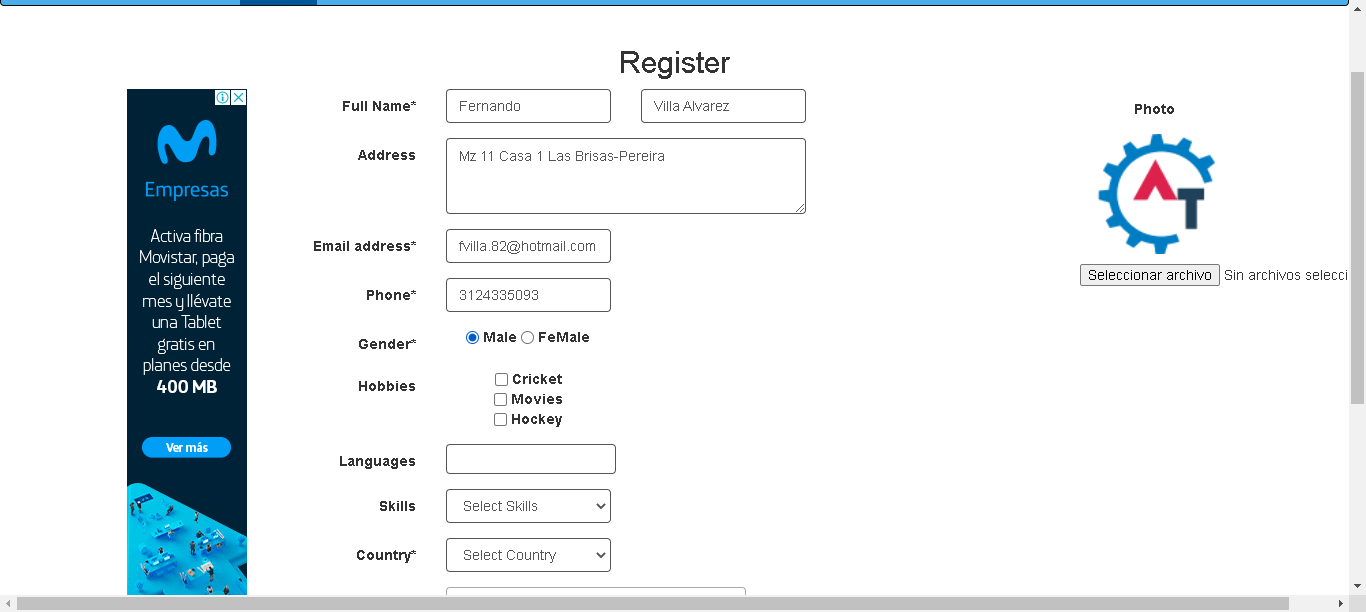 Register
Empresas
Activa fibra
Movistar, paga
el siguiente
mes y llévate
una Tablet
gratis en
planes desde
400 MB
Ver más
Full Name* Fernando Villa Alvarez
Address Mz 11 Casa 1 Las Brisas-Pereira
Email address* fvilla.82@hotmail.com
Phone* 3124335093
Gender* Male FeMale
Hobbies Cricket
Movies
Hockey
Languages
Skills Select Skills
Country* Select Country
Photo
AT
Seleccionar archivo Sin archivos selecci